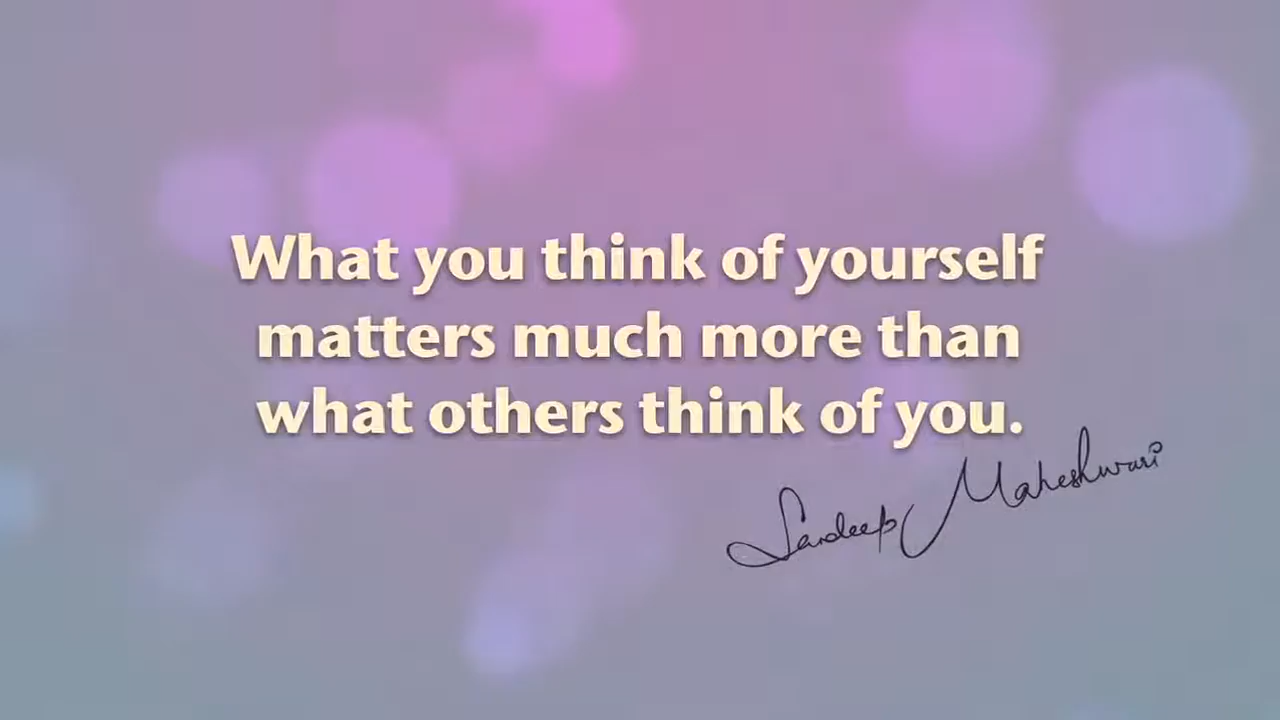 What you think of yourself
matters much more than
what others think of you.
Sandeep Maheshwari